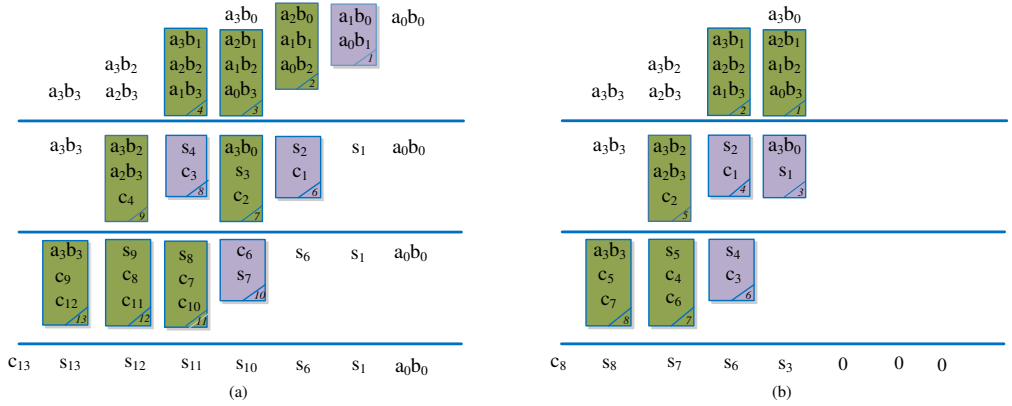 a₃b₀ a₂b₀ a₁b₀ a₀b₀
a₃b₁ a₂b₁ a₁b₁ a₀b₁
1
a₃b₂ a₂b₂ a₁b₂ a₀b₂
2
a₃b₃ a₂b₃ a₁b₃ a₀b₃
4 3
a₃b₃ a₃b₂ s₄ a₃b₀ s₂ s₁ a₀b₀
a₂b₃ c₃ s₃ c₁
8 6
c₄ c₂
9 7
a₃b₃ s₉ s₈ c₆ s₆ s₁ a₀b₀
c₉ c₈ c₇ s₇
10
c₁₂ c₁₁ c₁₀
13 12 11
c₁₃ s₁₃ s₁₂ s₁₁ s₁₀ s₆ s₁ a₀b₀
(a)
a₃b₀
a₃b₁ a₂b₁
a₃b₂ a₂b₂ a₁b₂
a₃b₃ a₂b₃ a₁b₃ a₀b₃
2 1
a₃b₃ a₃b₂ s₂ a₃b₀
a₂b₃ c₁ s₁
4 3
c₂
5
a₃b₃ s₅ s₄
c₅ c₄ c₃
6
c₇ c₆
8 7
c₈ s₈ s₇ s₆ s₃ 0 0 0
(b)